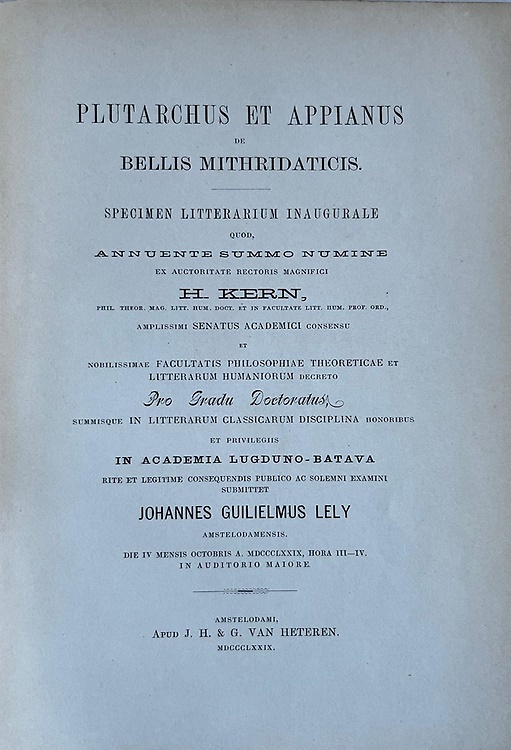 PLUTARCHUS ET APPIANUS
DE
BELLIS MITHRIDATICIS.
SPECIMEN LITTERARIUM INAUGURALE
QUOD,
ANNUENTE SUMMO NUMINE
EX AUCTORITATE RECTORIS MAGNIFICI
H. KERN,
PHIL. THEOR. MAG. LITT. HUM. DOCT. ET IN FACULTATE LITT. HUM. PROF. ORD.,
AMPLISSIMI SENATUS ACADEMICI CONSENSU
ET
NOBILISSIMAE FACULTATIS PHILOSOPHIAE THEORETICAE ET
LITTERARUM HUMANIORUM DECRETO
Pro Gradu Doctoratus,
SUMMISQUE IN LITTERARUM CLASSICARUM DISCIPLINA HONORIBUS
ET PRIVILEGIIS
IN ACADEMIA LUGDUNO-BATAVA
RITE ET LEGITIME CONSEQUENDIS PUBLICO AC SOLEMNI EXAMINI
SUBMITTET
JOHANNES GUILIELMUS LELY
AMSTELODAMENSIS.
DIE IV MENSIS OCTOBRIS A. MDCCCLXXIX, HORA III—IV.
IN AUDITORIO MAIORE.
AMSTELODAMI,
APUD J. H. & G. VAN HETEREN.
MDCCCLXXIX.